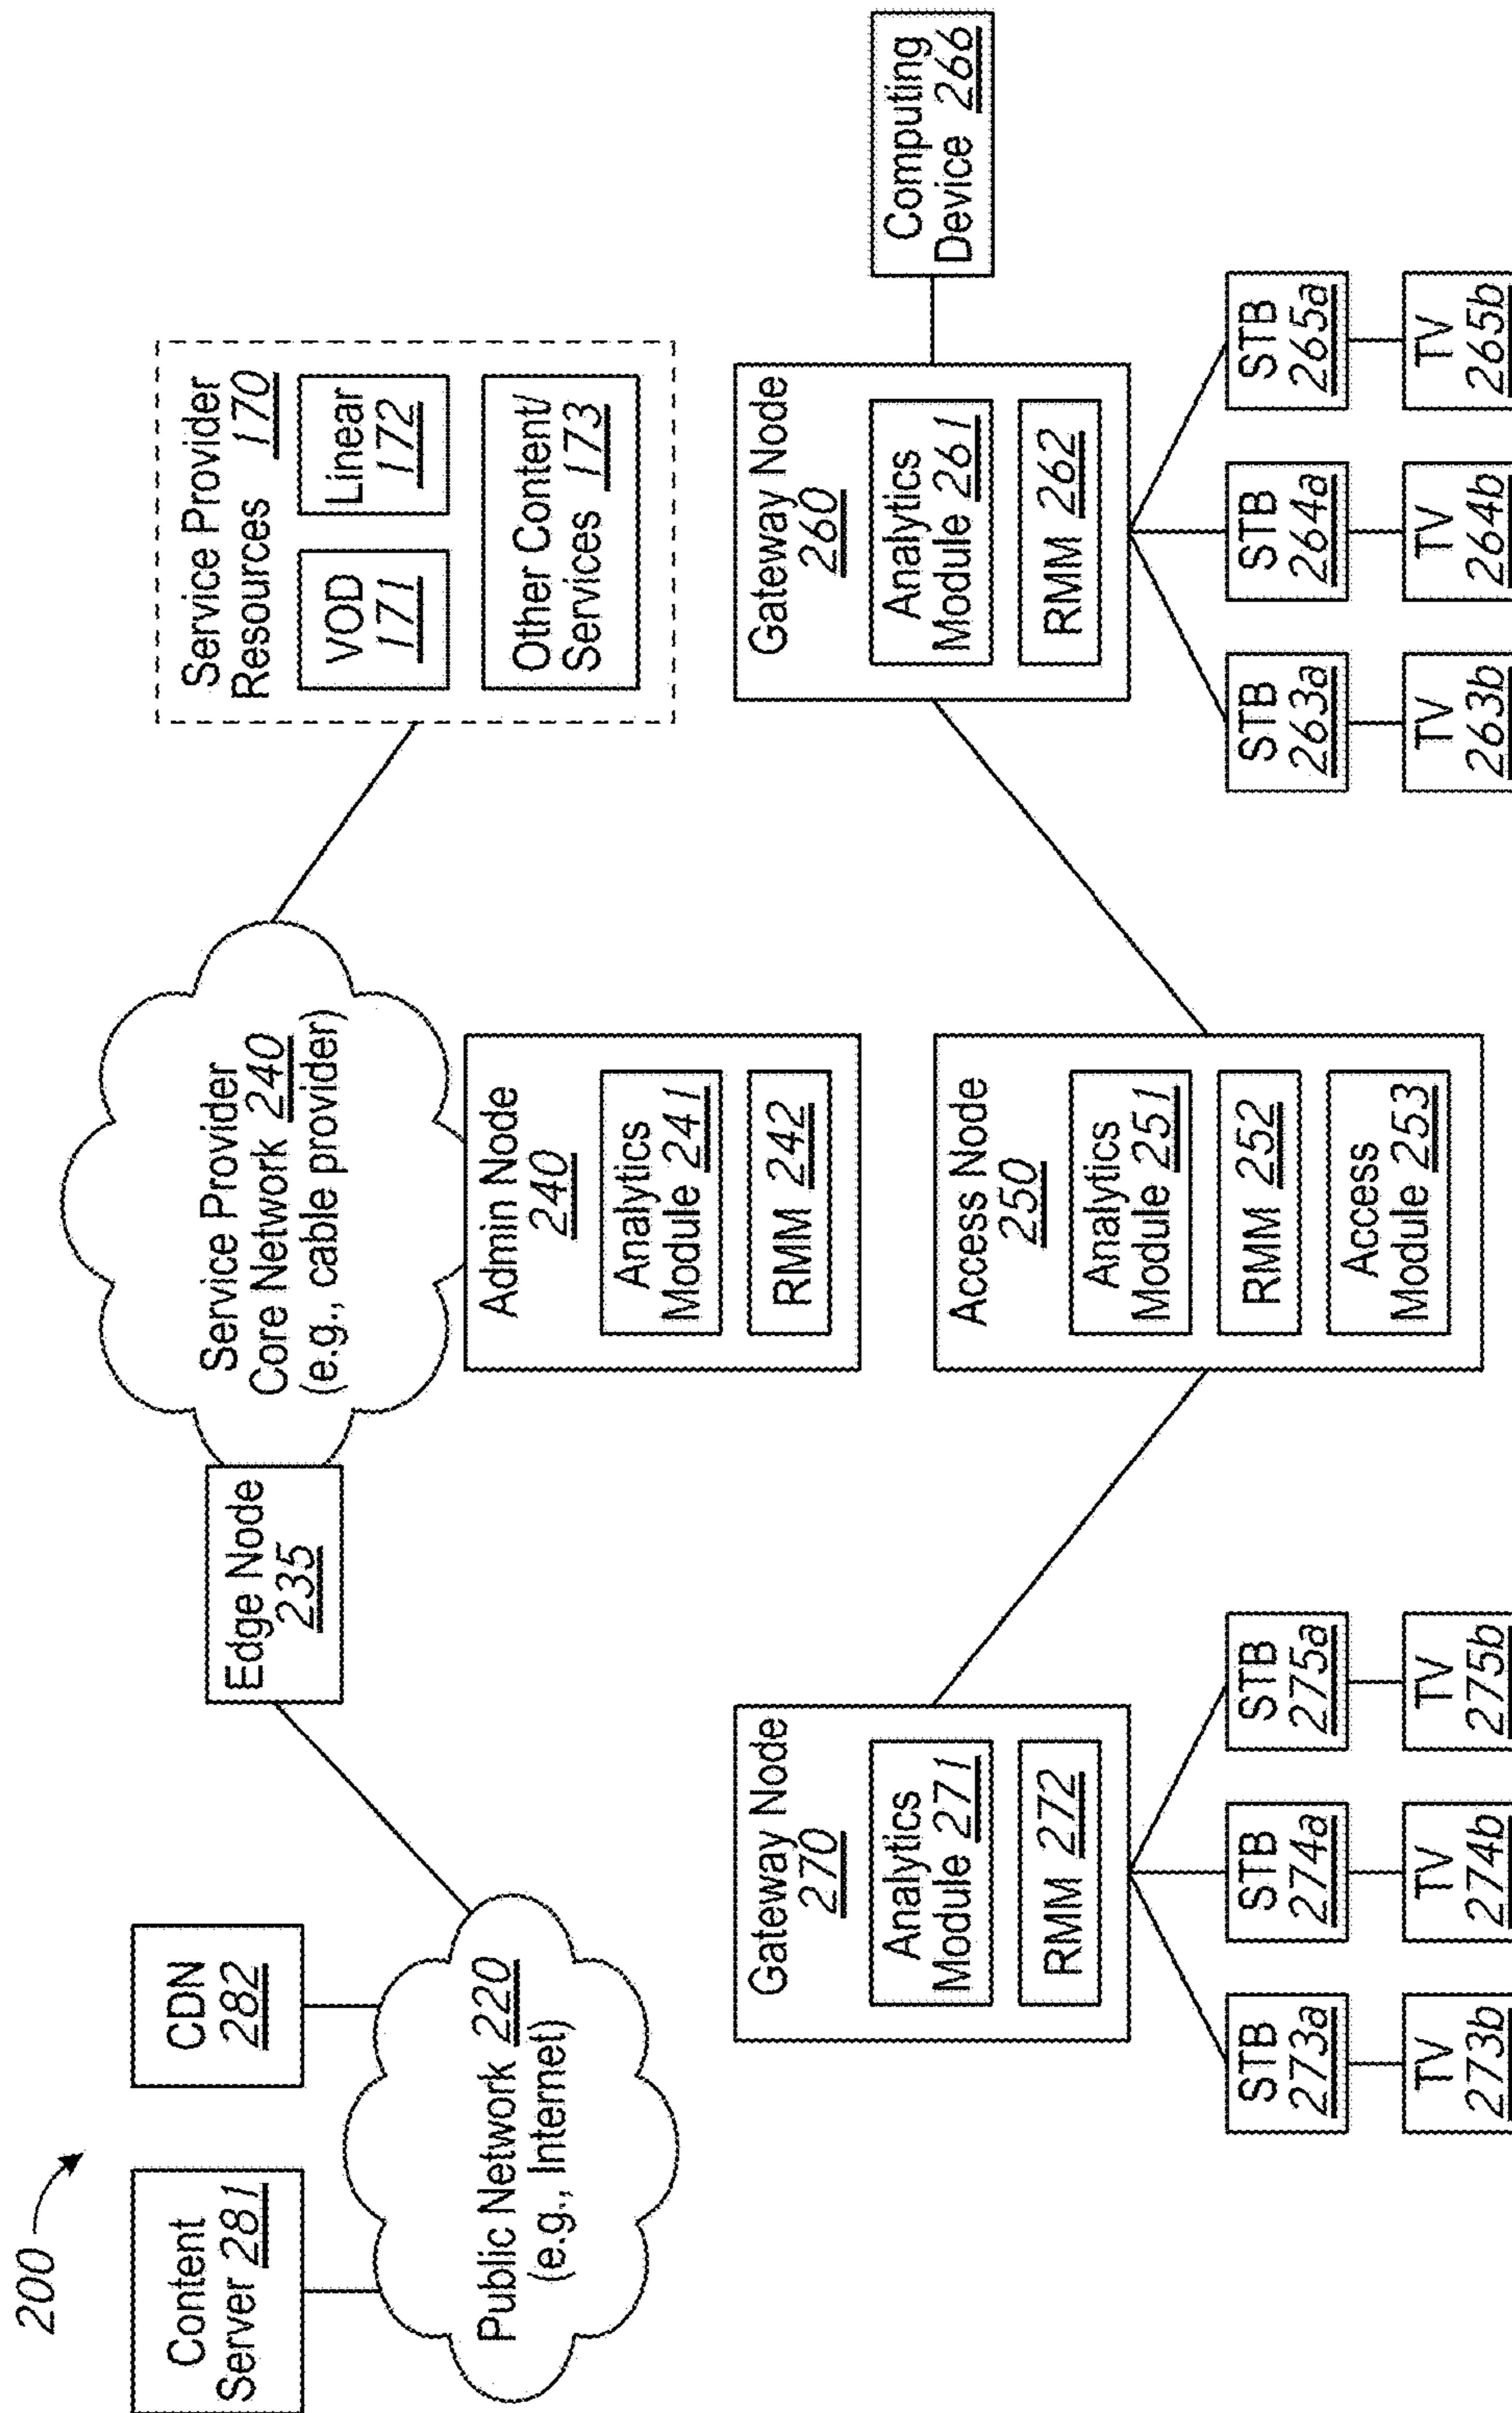 200
Content
Server 281
CDN
282
Public Network 220
(e.g., Internet)
Edge Node
235
Service Provider
Core Network 240
(e.g., cable provider)
Service Provider
Resources 170
VOD
171
Linear
172
Other Content/
Services 173
Admin Node
240
Analytics
Module 241
RMM 242
Gateway Node
270
Analytics
Module 271
RMM 272
STB
273a
STB
274a
STB
275a
TV
273b
TV
274b
TV
275b
Access Node
250
Analytics
Module 251
RMM 252
Access
Module 253
Gateway Node
260
Analytics
Module 261
RMM 262
Computing
Device 266
STB
263a
STB
264a
STB
265a
TV
263b
TV
264b
TV
265b